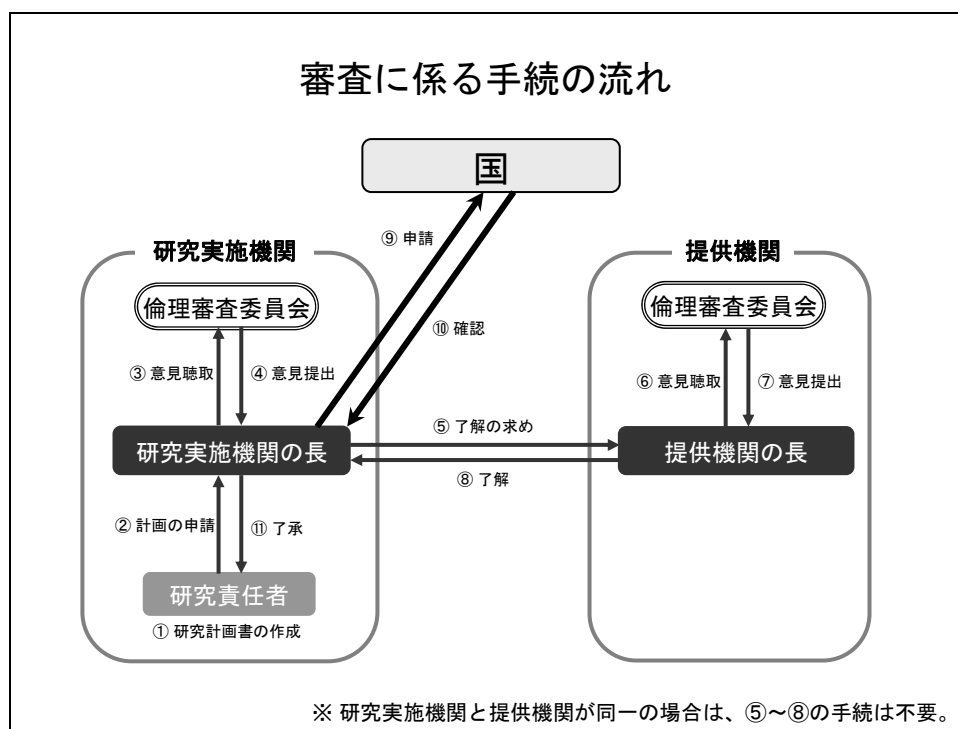 審査に係る手続の流れ
国
⑨ 申請
研究実施機関
提供機関
倫理審査委員会
倫理審査委員会
⑩ 確認
③ 意見聴取
④ 意見提出
⑥ 意見聴取
⑦ 意見提出
⑤ 了解の求め
研究実施機関の長
提供機関の長
⑧ 了解
② 計画の申請
⑪ 了承
研究責任者
① 研究計画書の作成
※ 研究実施機関と提供機関が同一の場合は、⑤～⑧の手続は不要。